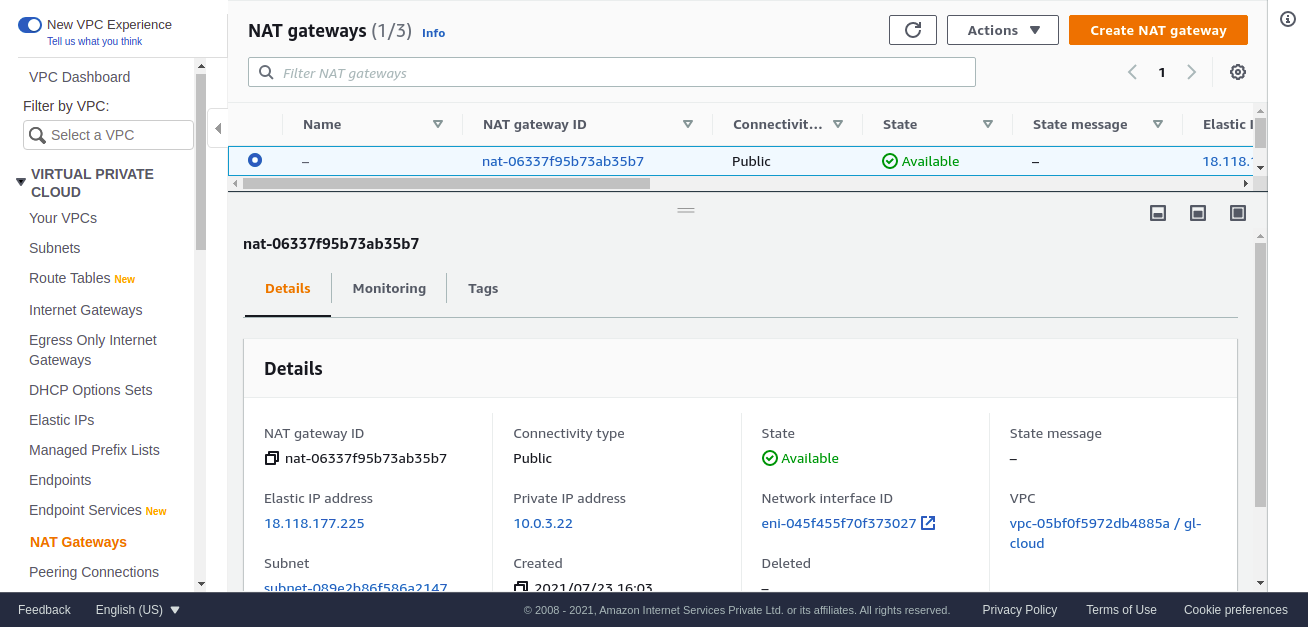 New VPC Experience
Tell us what you think
VPC Dashboard
Filter by VPC:
Select a VPC
VIRTUAL PRIVATE
CLOUD
Your VPCs
Subnets
Route Tables New
Internet Gateways
Egress Only Internet
Gateways
DHCP Options Sets
Elastic IPs
Managed Prefix Lists
Endpoints
Endpoint Services New
NAT Gateways
Peering Connections
NAT gateways (1/3) Info
Actions
Create NAT gateway
Filter NAT gateways
1
Name NAT gateway ID Connectivit... State State message Elastic I
– nat-06337f95b73ab35b7 Public Available – 18.118.
nat-06337f95b73ab35b7
Details Monitoring Tags
Details
NAT gateway ID Connectivity type State State message
nat-06337f95b73ab35b7 Public Available –
Elastic IP address Private IP address Network interface ID VPC
18.118.177.225 10.0.3.22 eni-045f455f70f373027 vpc-05bf0f5972db4885a / gl-
cloud
Subnet Created Deleted
subnet-089e2b86f586a2147 2021/07/23 16:03 –
Feedback English (US) © 2008 - 2021, Amazon Internet Services Private Ltd. or its affiliates. All rights reserved. Privacy Policy Terms of Use Cookie preferences